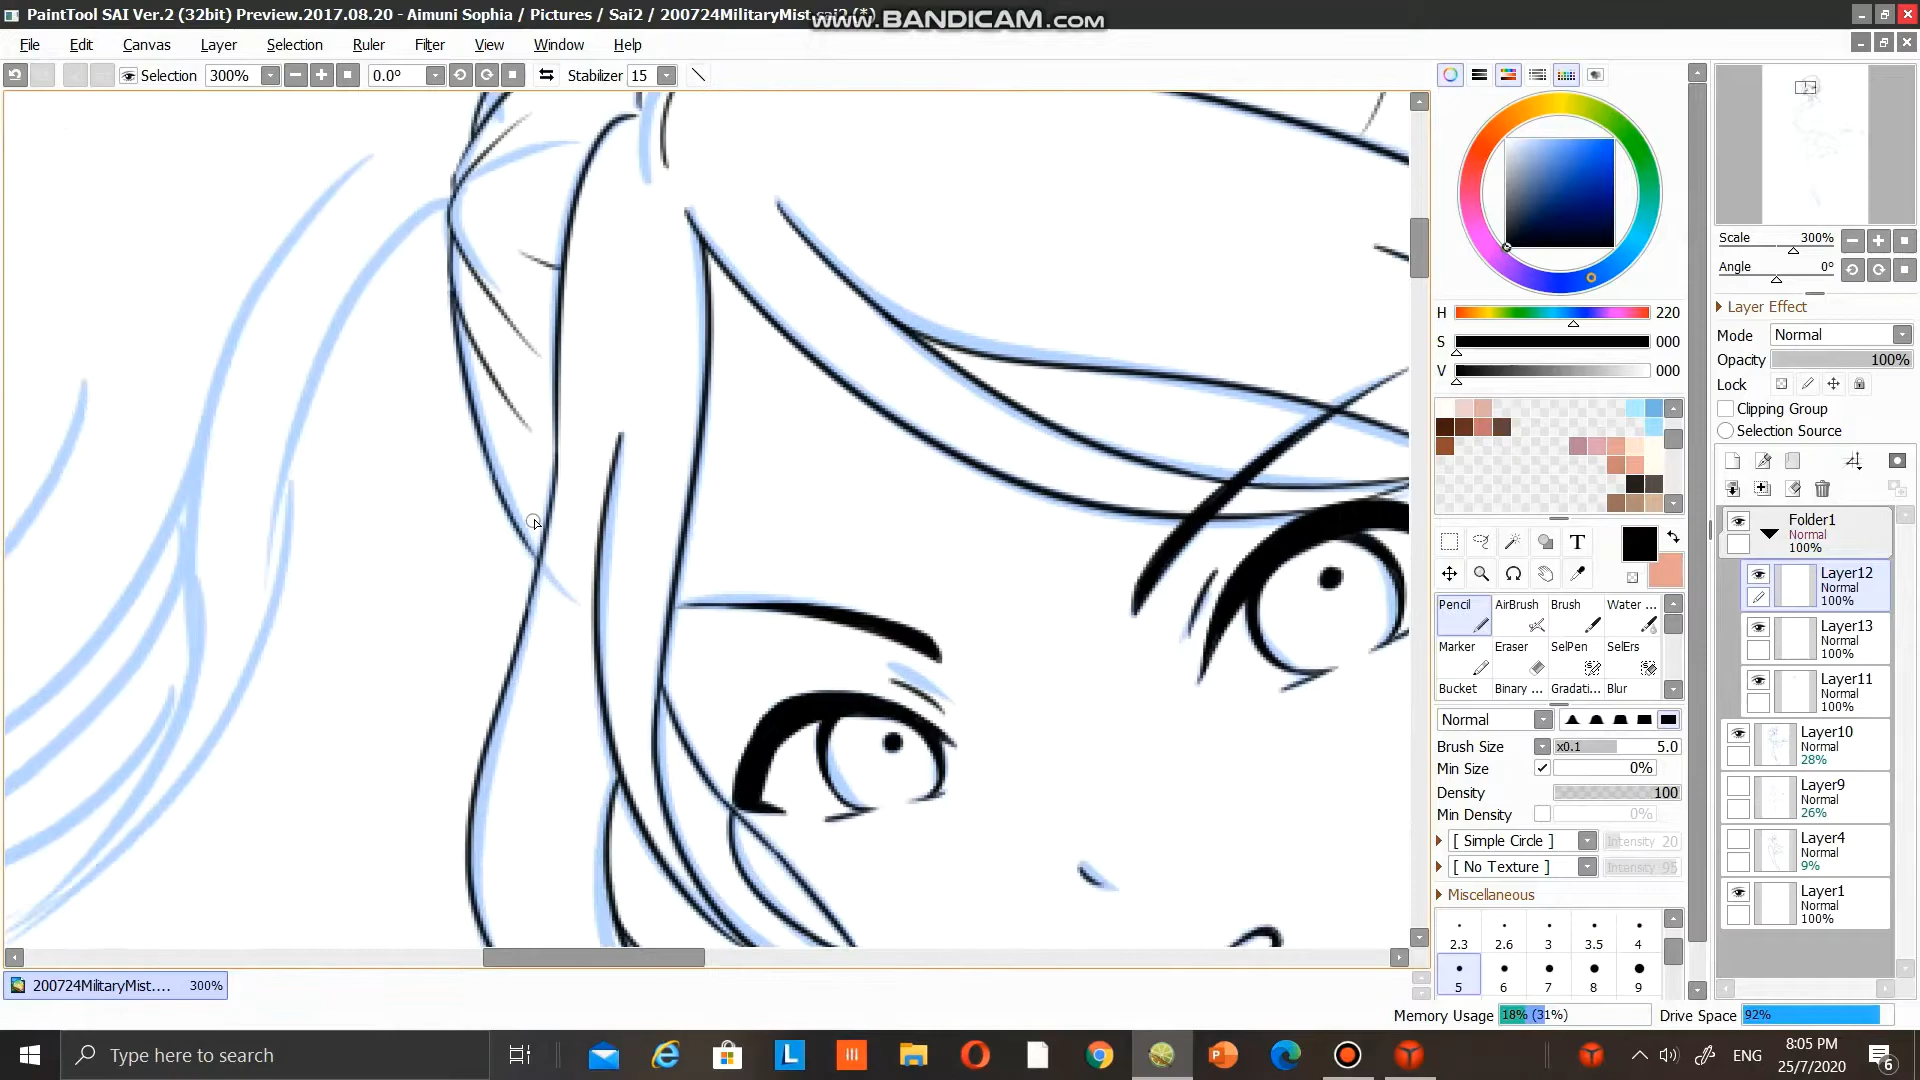 PaintTool SAI Ver.2 (32bit) Preview.2017.08.20 - Aimuni Sophia / Pictures / Sai2 / 200724MilitaryMist.sai2 (*)
www.BANDICAM.com
File Edit Canvas Layer Selection Ruler Filter View Window Help
Selection 300% 0.0° Stabilizer 15
Scale 300%
Angle 0°
Layer Effect
Mode Normal
Opacity 100%
Lock
Clipping Group
Selection Source
H 220
S 000
V 000
T
Pencil AirBrush Brush Water ...
Marker Eraser SelPen SelErs
Bucket Binary ... Gradati... Blur
Normal
Brush Size x0.1 5.0
Min Size 0%
Density 100
Min Density 0%
[ Simple Circle ] Intensity 20
[ No Texture ] Intensity 95
Miscellaneous
2.3 2.6 3 3.5 4
5 6 7 8 9
Folder1
Normal
100%
Layer12
Normal
100%
Layer13
Normal
100%
Layer11
Normal
100%
Layer10
Normal
28%
Layer9
Normal
26%
Layer4
Normal
9%
Layer1
Normal
100%
200724MilitaryMist.... 300%
Memory Usage 18% (31%) Drive Space 92%
Type here to search
L
ENG
8:05 PM
25/7/2020
6